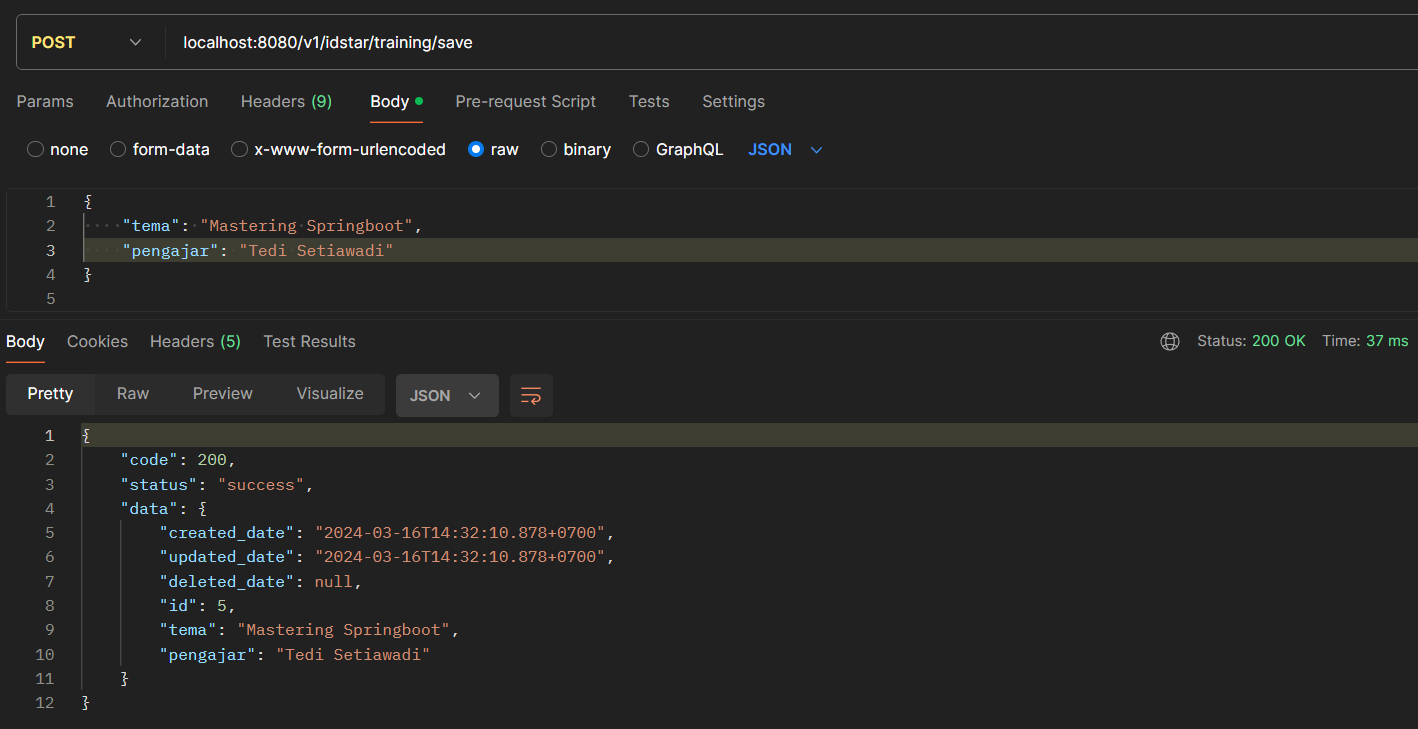 POST localhost:8080/v1/idstar/training/save
Params Authorization Headers (9) Body Pre-request Script Tests Settings
none form-data x-www-form-urlencoded raw binary GraphQL JSON
1 {
2 ····"tema":·"Mastering·Springboot",
3 ····"pengajar":·"Tedi·Setiawadi"
4 }
5
Body Cookies Headers (5) Test Results Status: 200 OK Time: 37 ms
Pretty Raw Preview Visualize JSON
1 {
2 "code": 200,
3 "status": "success",
4 "data": {
5 "created_date": "2024-03-16T14:32:10.878+0700",
6 "updated_date": "2024-03-16T14:32:10.878+0700",
7 "deleted_date": null,
8 "id": 5,
9 "tema": "Mastering Springboot",
10 "pengajar": "Tedi Setiawadi"
11 }
12 }